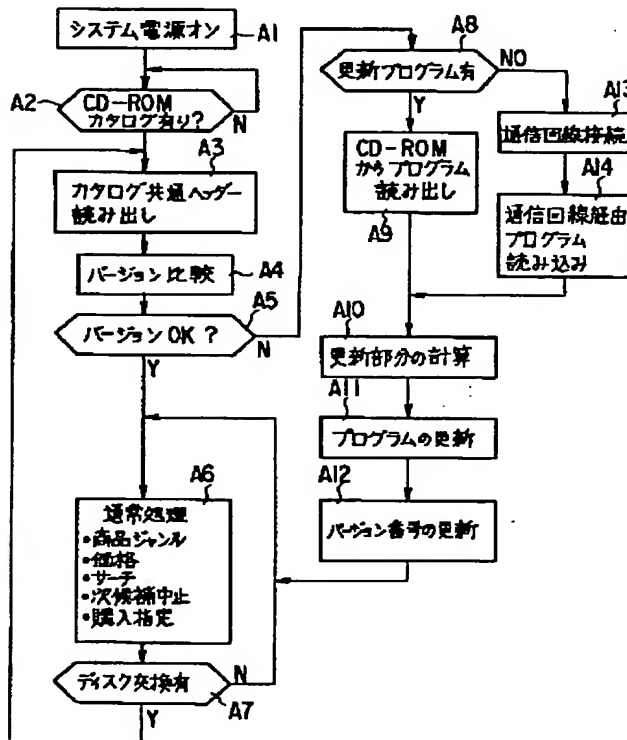 システム電源オン
A1
A2
CD-ROM
カタログ有り?
N
A3
カタログ共通ヘッダー
読み出し
バージョン比較
A4
A5
バージョンOK?
N
Y
A6
通常処理
•商品ジャンル
•価格
•サーチ
•次候補中止
•購入指定
ディスク交換有
N
A7
Y
A8
更新プログラム有
NO
Y
CD-ROM
からプログラム
読み出し
A9
A13
通信回線接続
A14
通信回線経由
プログラム
読み込み
A10
更新部分の計算
A11
プログラムの更新
A12
バージョン番号の更新